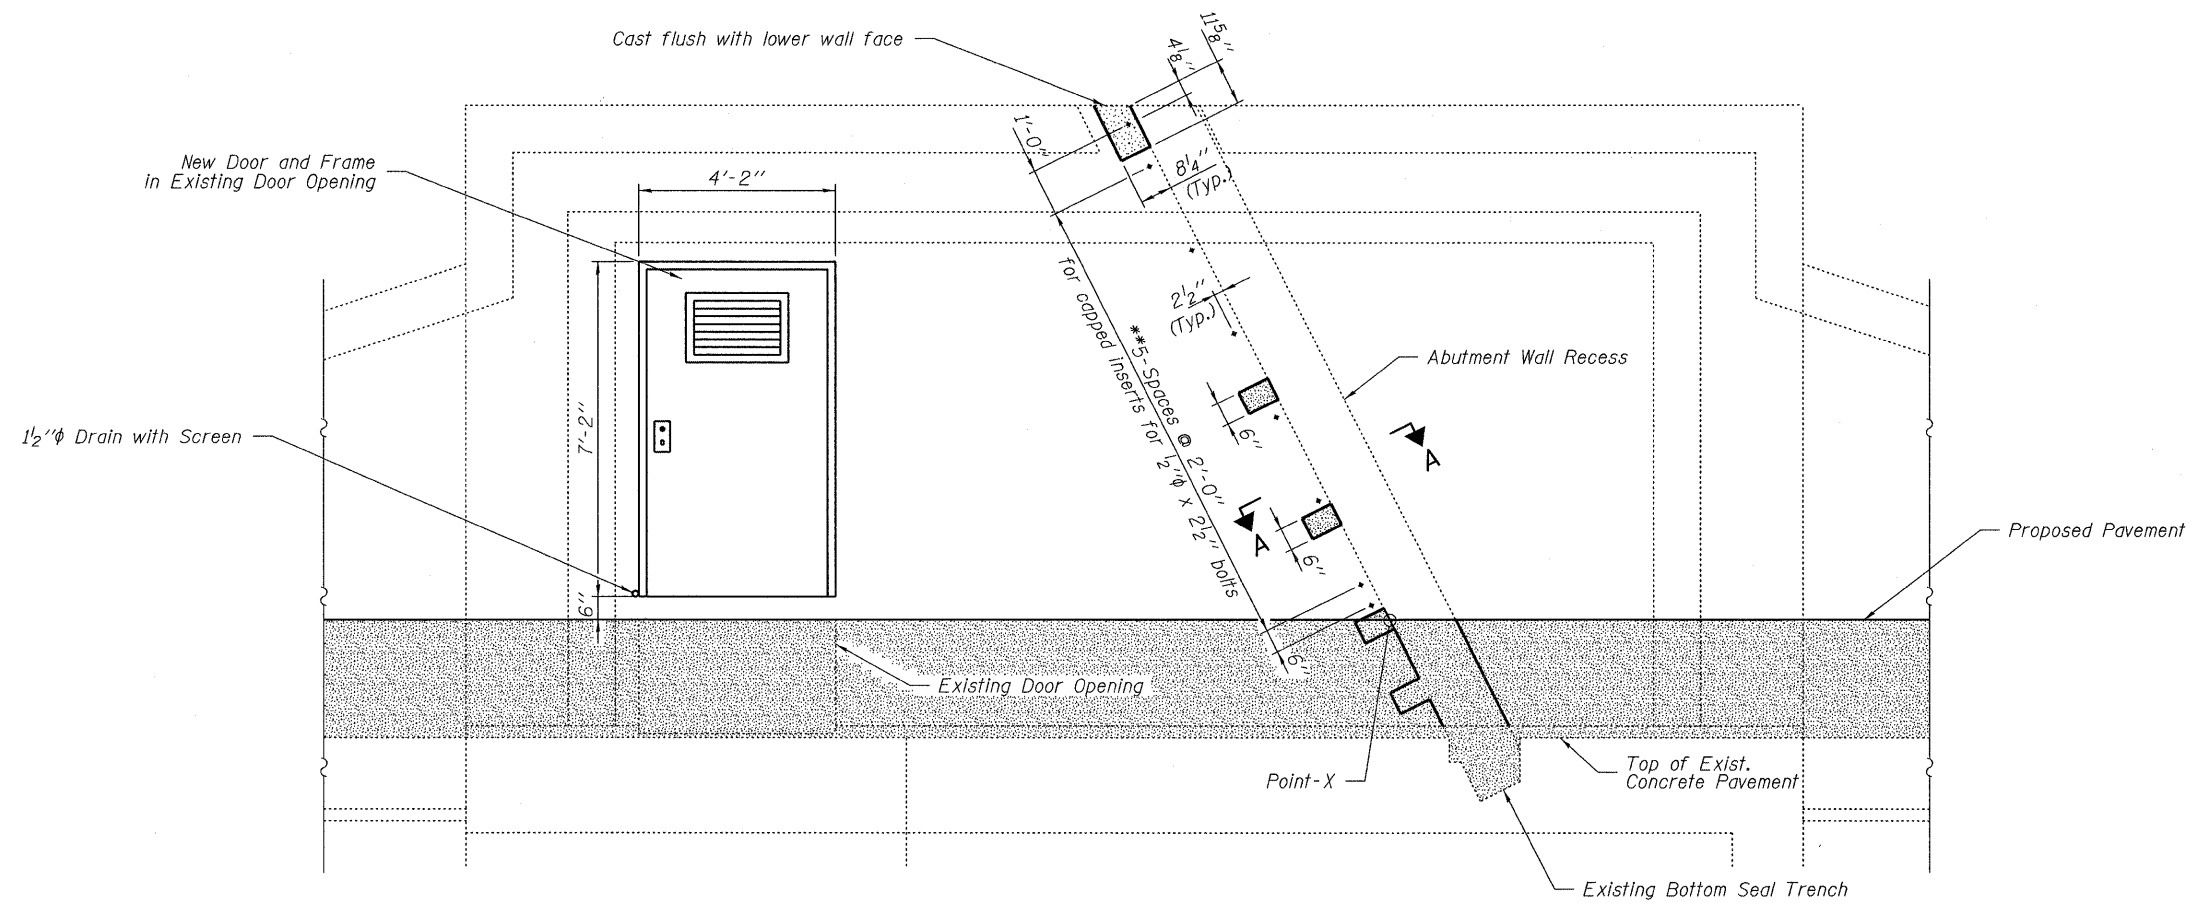 Cast flush with lower wall face
11 5/8"
4 1/8"
1'-0"
New Door and Frame
in Existing Door Opening
4'-2"
8 1/4"
(Typ.)
2 1/2"
(Typ.)
**5-Spaces @ 2'-0"
for capped inserts for 1/2"φ x 2 1/2" bolts
Abutment Wall Recess
1 1/2"φ Drain with Screen
7'-2"
6"
A
A
6"
Proposed Pavement
6"
6"
Existing Door Opening
Point-X
Top of Exist.
Concrete Pavement
Existing Bottom Seal Trench